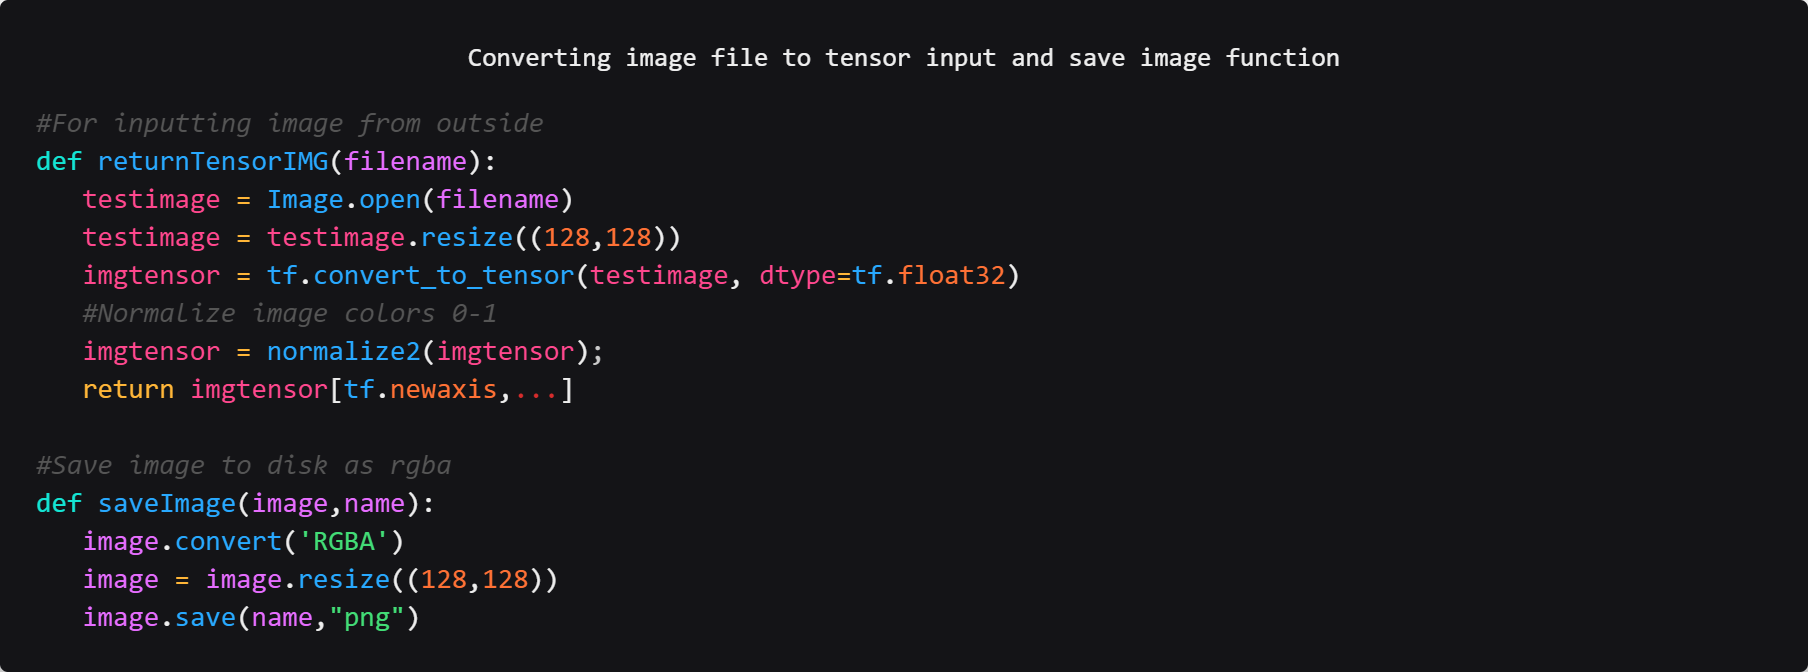 Converting image file to tensor input and save image function
#For inputting image from outside
def returnTensorIMG(filename):
   testimage = Image.open(filename)
   testimage = testimage.resize((128,128))
   imgtensor = tf.convert_to_tensor(testimage, dtype=tf.float32)
   #Normalize image colors 0-1
   imgtensor = normalize2(imgtensor);
   return imgtensor[tf.newaxis,...]
#Save image to disk as rgba
def saveImage(image,name):
   image.convert('RGBA')
   image = image.resize((128,128))
   image.save(name,"png")